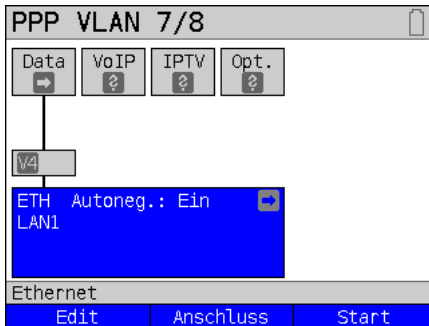 PPP VLAN 7/8
Data VoIP IPTV Opt.
? ? ?
V4
ETH Autoneg.: Ein
LAN1
Ethernet
Edit Anschluss Start